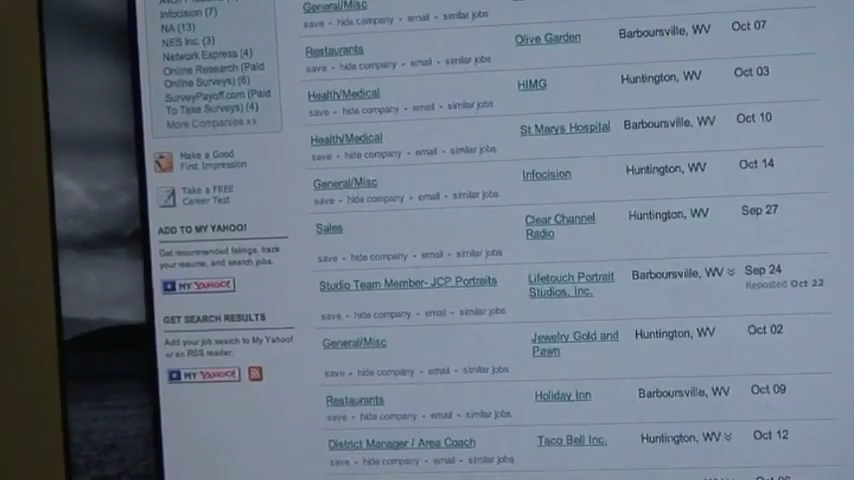 Infocision (7)
NA (13)
NES Inc. (3)
Network Express (4)
Online Research (Paid
Online Surveys) (6)
SurveyPayoff.com (Paid
To Take Surveys) (4)
More Companies >>
Make a Good
First Impression
Take a FREE
Career Test
ADD TO MY YAHOO!
Get recommended listings, track
your resume, and search jobs.
MY YAHOO!
GET SEARCH RESULTS
Add your job search to My Yahoo!
or an RSS reader.
MY YAHOO!
General/Misc
save - hide company - email - similar jobs
Restaurants Olive Garden Barboursville, WV Oct 07
save - hide company - email - similar jobs
Health/Medical HIMG Huntington, WV Oct 03
save - hide company - email - similar jobs
Health/Medical St Marys Hospital Barboursville, WV Oct 10
save - hide company - email - similar jobs
General/Misc Infocision Huntington, WV Oct 14
save - hide company - email - similar jobs
Sales Clear Channel Huntington, WV Sep 27
Radio
save - hide company - email - similar jobs
Studio Team Member- JCP Portraits Lifetouch Portrait Barboursville, WV Sep 24
Studios, Inc. Reposted Oct 22
save - hide company - email - similar jobs
General/Misc Jewelry Gold and Huntington, WV Oct 02
Pawn
save - hide company - email - similar jobs
Restaurants Holiday Inn Barboursville, WV Oct 09
save - hide company - email - similar jobs
District Manager / Area Coach Taco Bell Inc. Huntington, WV Oct 12
save - hide company - email - similar jobs